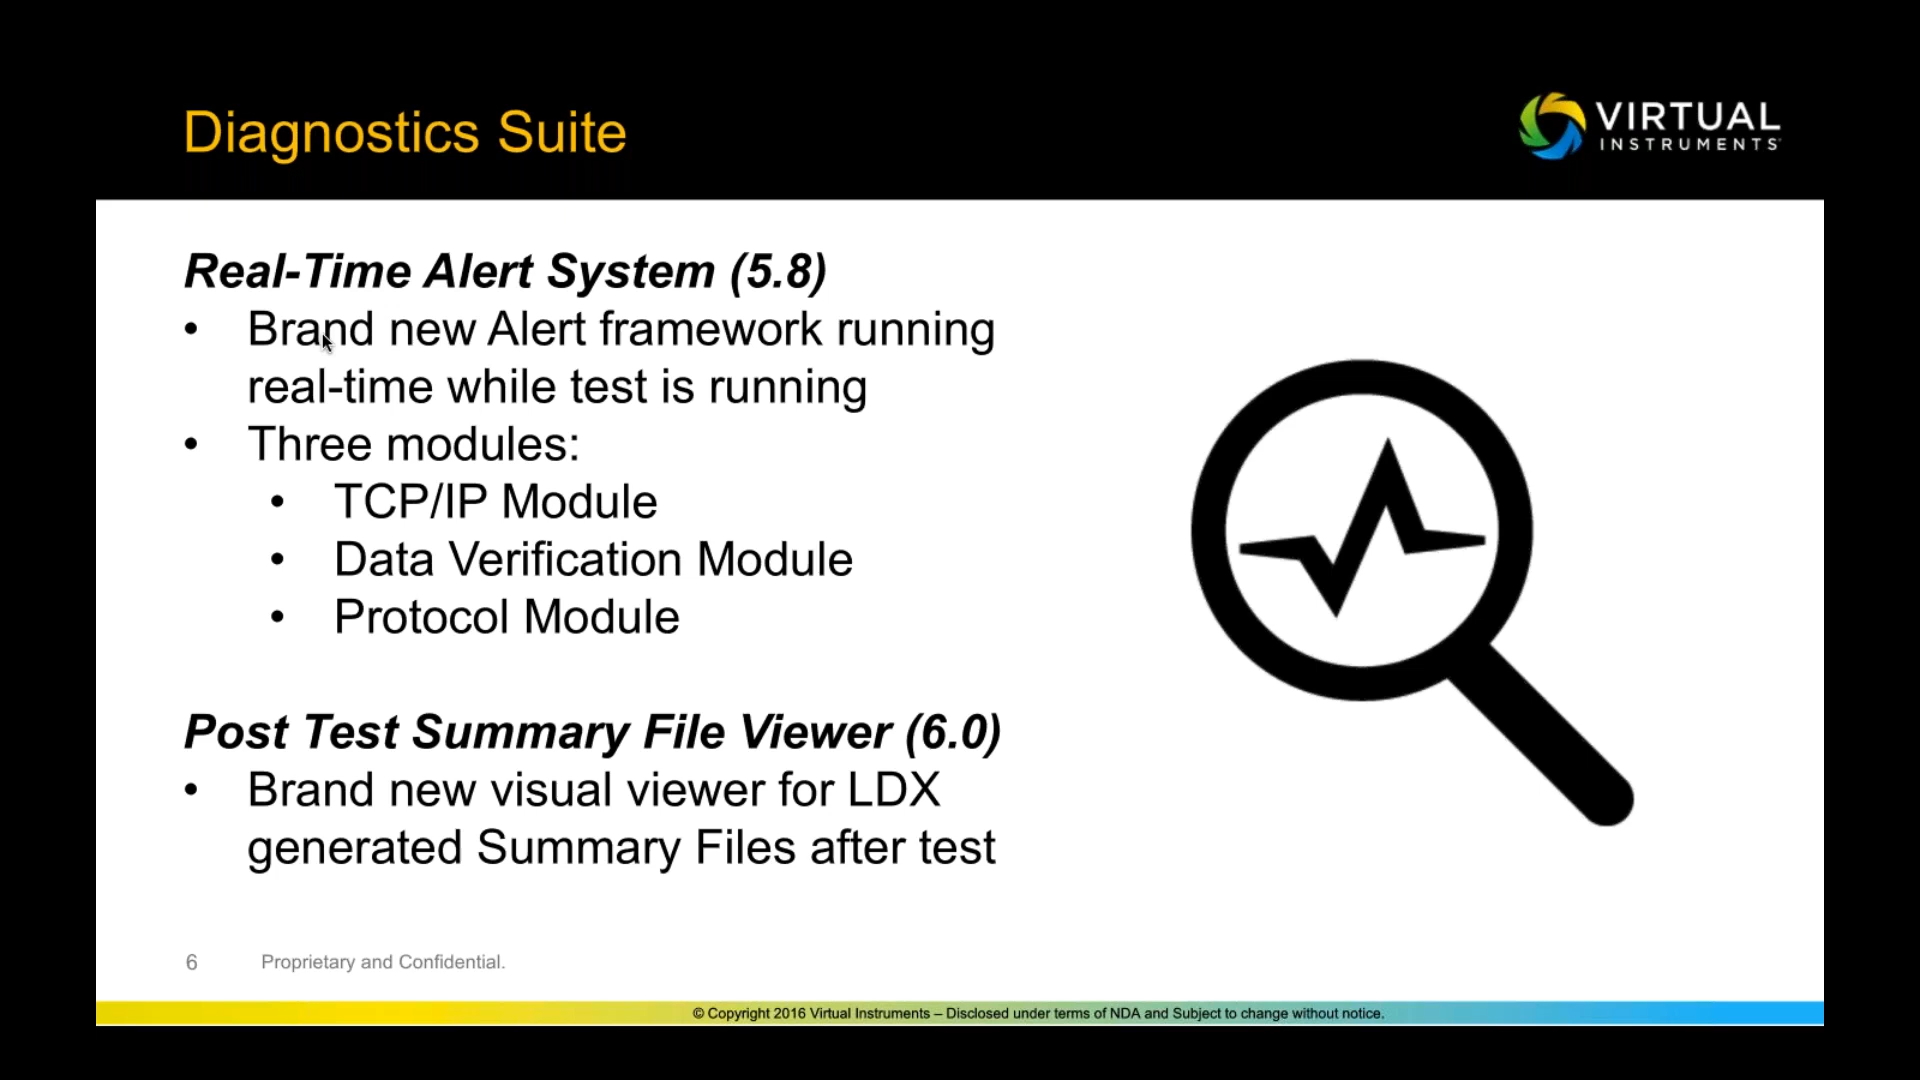 Diagnostics Suite
VIRTUAL
INSTRUMENTS
Real-Time Alert System (5.8)
• Brand new Alert framework running
real-time while test is running
• Three modules:
• TCP/IP Module
• Data Verification Module
• Protocol Module
Post Test Summary File Viewer (6.0)
• Brand new visual viewer for LDX
generated Summary Files after test
6 Proprietary and Confidential.
© Copyright 2016 Virtual Instruments – Disclosed under terms of NDA and Subject to change without notice.